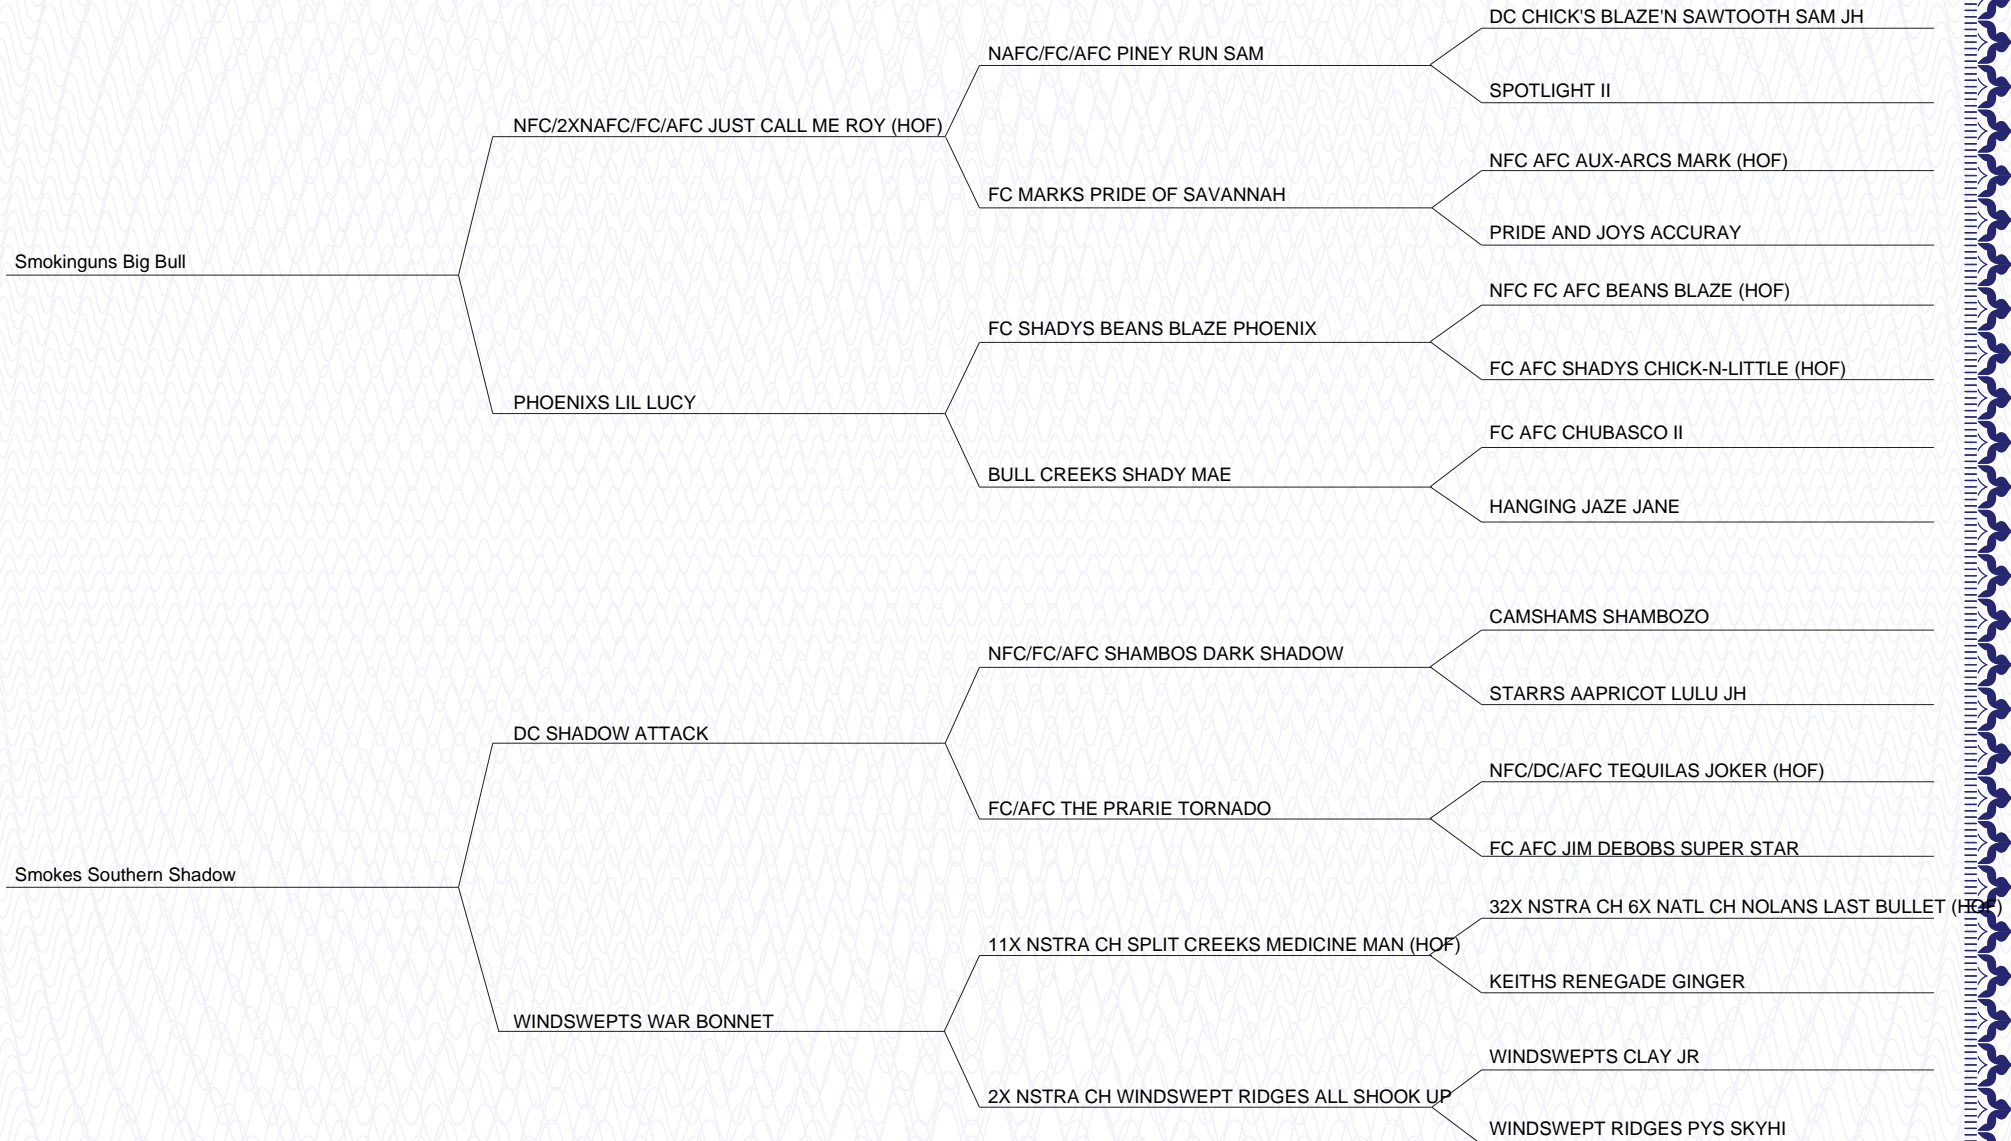 DC CHICK'S BLAZE'N SAWTOOTH SAM JH
NAFC/FC/AFC PINEY RUN SAM
SPOTLIGHT II
NFC/2XNAFC/FC/AFC JUST CALL ME ROY (HOF)
NFC AFC AUX-ARCS MARK (HOF)
FC MARKS PRIDE OF SAVANNAH
PRIDE AND JOYS ACCURAY
Smokinguns Big Bull
NFC FC AFC BEANS BLAZE (HOF)
FC SHADYS BEANS BLAZE PHOENIX
FC AFC SHADYS CHICK-N-LITTLE (HOF)
PHOENIXS LIL LUCY
FC AFC CHUBASCO II
BULL CREEKS SHADY MAE
HANGING JAZE JANE
CAMSHAMS SHAMBOZO
NFC/FC/AFC SHAMBOS DARK SHADOW
STARRS AAPRICOT LULU JH
DC SHADOW ATTACK
NFC/DC/AFC TEQUILAS JOKER (HOF)
FC/AFC THE PRARIE TORNADO
FC AFC JIM DEBOBS SUPER STAR
Smokes Southern Shadow
32X NSTRA CH 6X NATL CH NOLANS LAST BULLET (HOF)
11X NSTRA CH SPLIT CREEKS MEDICINE MAN (HOF)
KEITHS RENEGADE GINGER
WINDSWEPTS WAR BONNET
WINDSWEPTS CLAY JR
2X NSTRA CH WINDSWEPT RIDGES ALL SHOOK UP
WINDSWEPT RIDGES PYS SKYHI